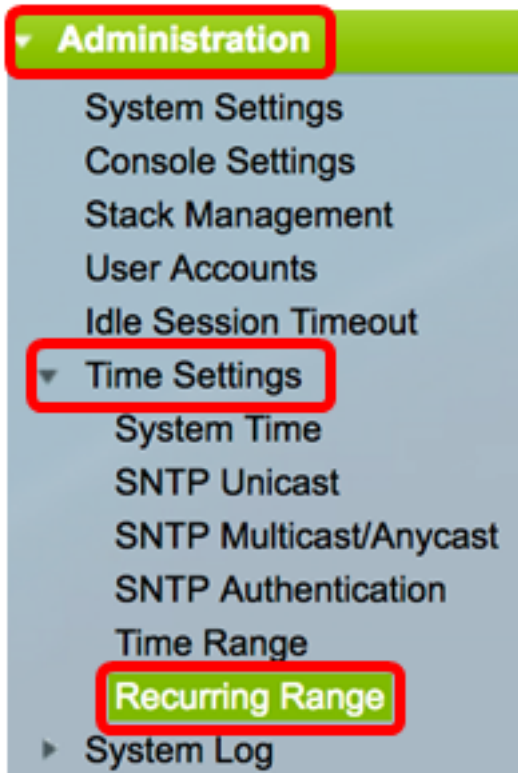 Administration
System Settings
Console Settings
Stack Management
User Accounts
Idle Session Timeout
Time Settings
System Time
SNTP Unicast
SNTP Multicast/Anycast
SNTP Authentication
Time Range
Recurring Range
System Log